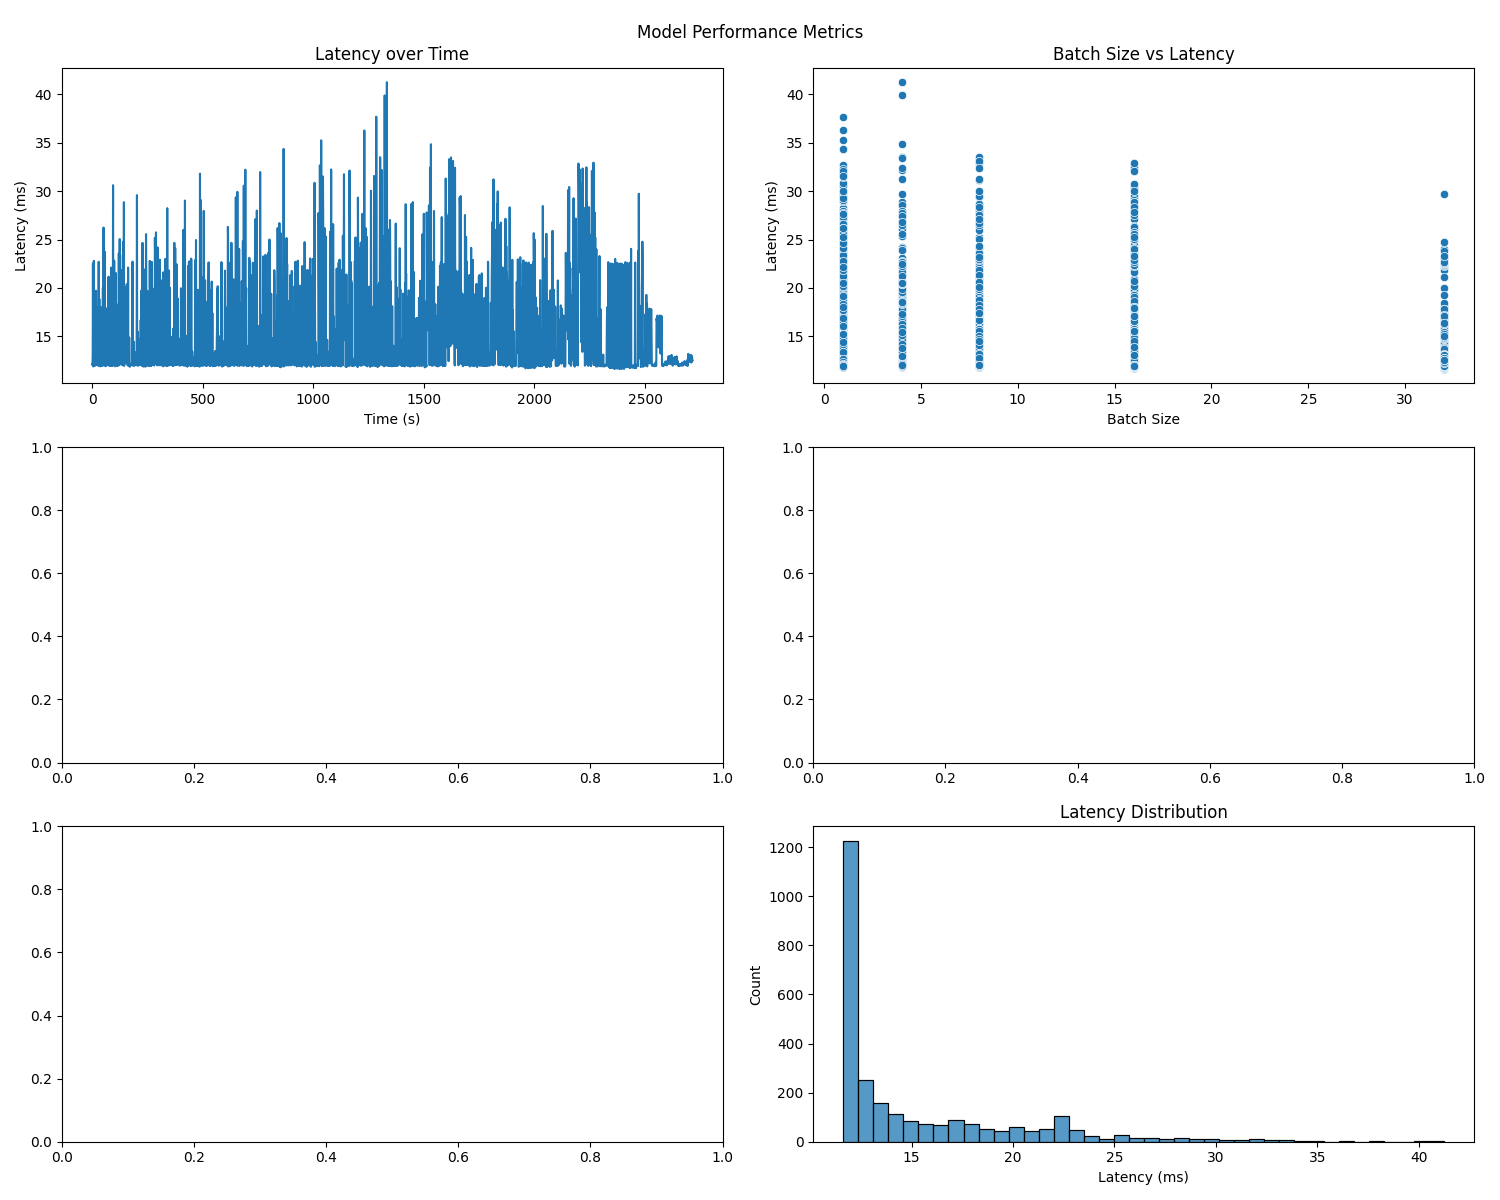 Model Performance Metrics
Latency over Time
Latency (ms)
40
35
30
25
20
15
0 500 1000 1500 2000 2500
Time (s)
Batch Size vs Latency
Latency (ms)
40
35
30
25
20
15
0 5 10 15 20 25 30
Batch Size
1.0
0.8
0.6
0.4
0.2
0.0
0.0 0.2 0.4 0.6 0.8 1.0
1.0
0.8
0.6
0.4
0.2
0.0
0.0 0.2 0.4 0.6 0.8 1.0
1.0
0.8
0.6
0.4
0.2
0.0
0.0 0.2 0.4 0.6 0.8 1.0
Latency Distribution
Count
1200
1000
800
600
400
200
0
15 20 25 30 35 40
Latency (ms)